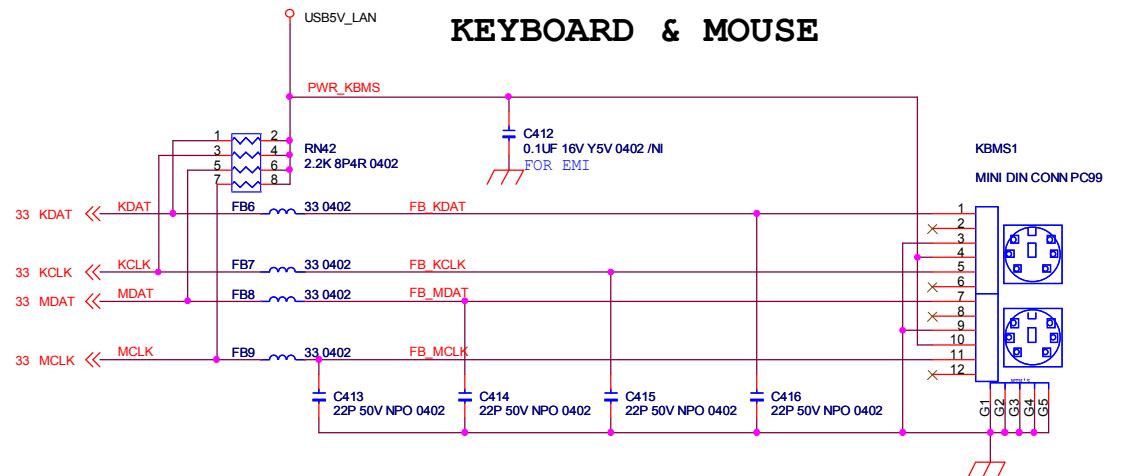 USB5V_LAN
KEYBOARD & MOUSE
PWR_KBMS
1 2
3 4
5 6
7 8
RN42
2.2K 8P4R 0402
C412
0.1UF 16V Y5V 0402 /NI
FOR EMI
KBMS1
MINI DIN CONN PC99
33 KDAT KDAT FB6 33 0402 FB_KDAT
33 KCLK KCLK FB7 33 0402 FB_KCLK
33 MDAT MDAT FB8 33 0402 FB_MDAT
33 MCLK MCLK FB9 33 0402 FB_MCLK
1
2
3
4
5
6
7
8
9
10
11
12
C413
22P 50V NPO 0402
C414
22P 50V NPO 0402
C415
22P 50V NPO 0402
C416
22P 50V NPO 0402
G1
G2
G3
G4
G5